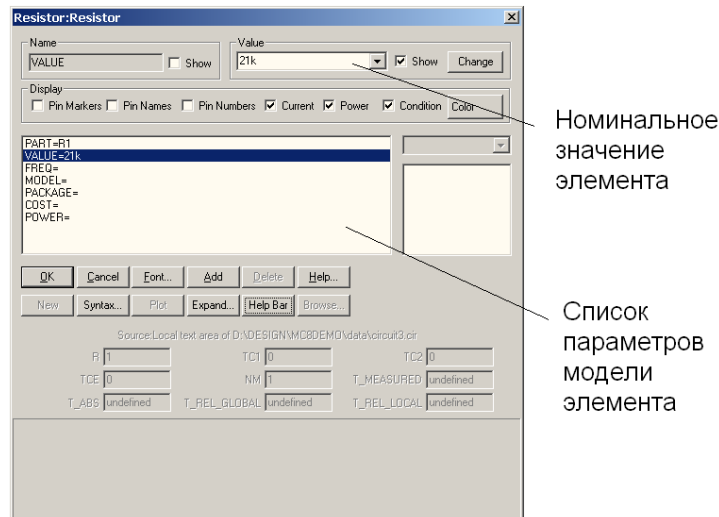 Resistor:Resistor
Name
VALUE
Show
Value
21k
Show
Change
Display
Pin Markers
Pin Names
Pin Numbers
Current
Power
Condition
Color
PART=R1
VALUE=21k
FREQ=
MODEL=
PACKAGE=
COST=
POWER=
OK
Cancel
Font...
Add
Delete
Help...
New
Syntax...
Plot
Expand...
Help Bar
Browse...
Source:Local text area of D:\DESIGN\MC8DEMO\data\circuit3.cir
R 1
TC1 0
TC2 0
TCE 0
NM 1
T_MEASURED undefined
T_ABS undefined
T_REL_GLOBAL undefined
T_REL_LOCAL undefined
Номинальное
значение
элемента
Список
параметров
модели
элемента